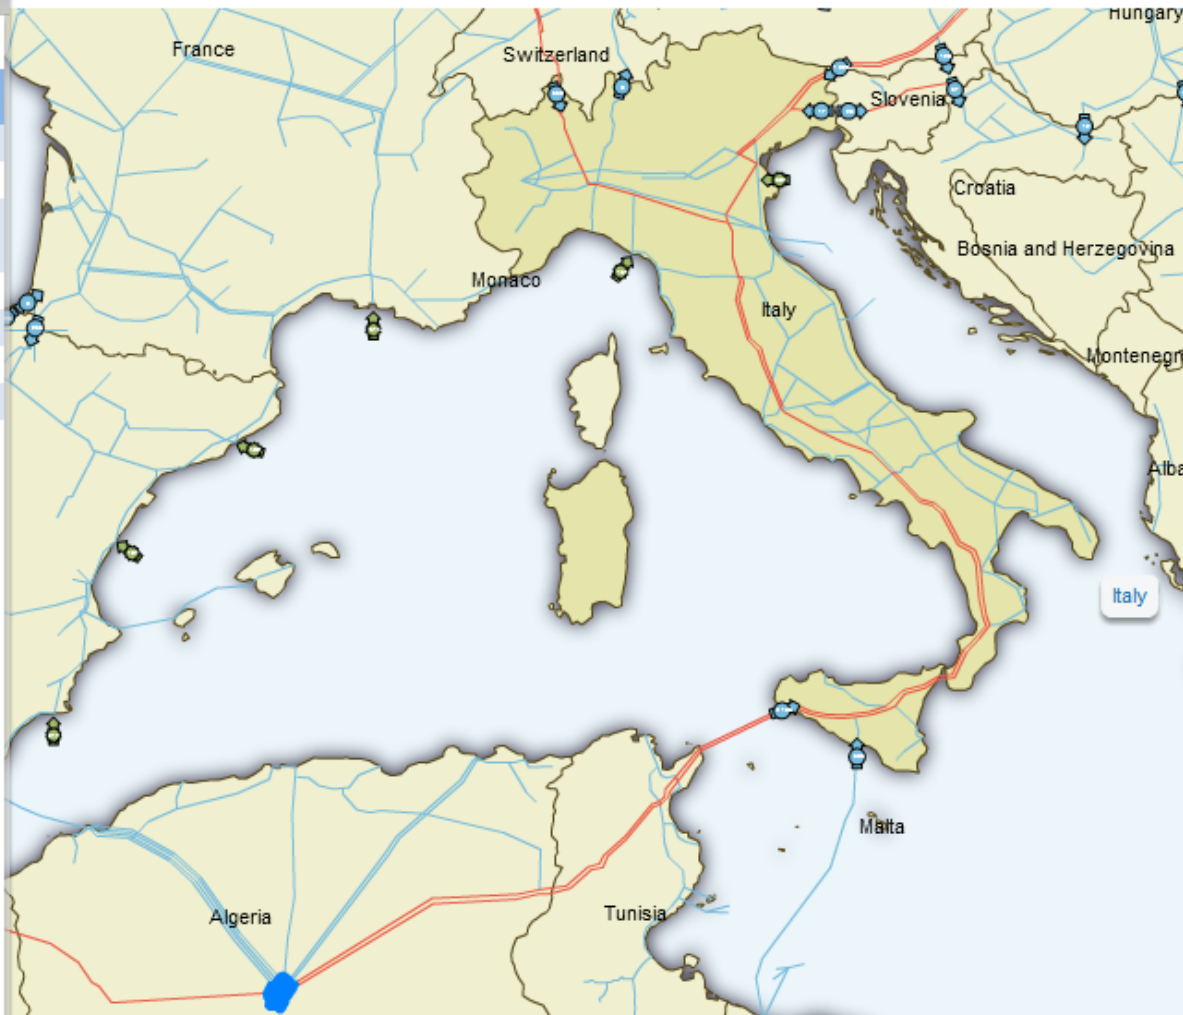 Hungary
France
Switzerland
Slovenia
Croatia
Bosnia and Herzegovina
Monaco
Italy
Montenegr
Alba
Italy
Malta
Algeria
Tunisia